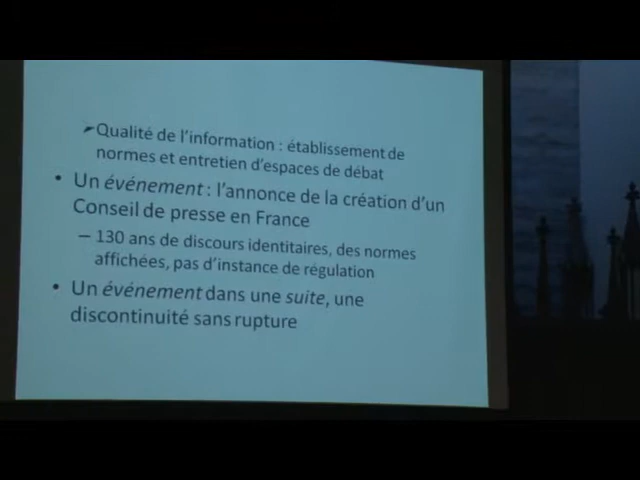 ➢Qualité de l'information : établissement de
normes et entretien d'espaces de débat
• Un événement : l'annonce de la création d'un
Conseil de presse en France
– 130 ans de discours identitaires, des normes
affichées, pas d'instance de régulation
• Un événement dans une suite, une
discontinuité sans rupture